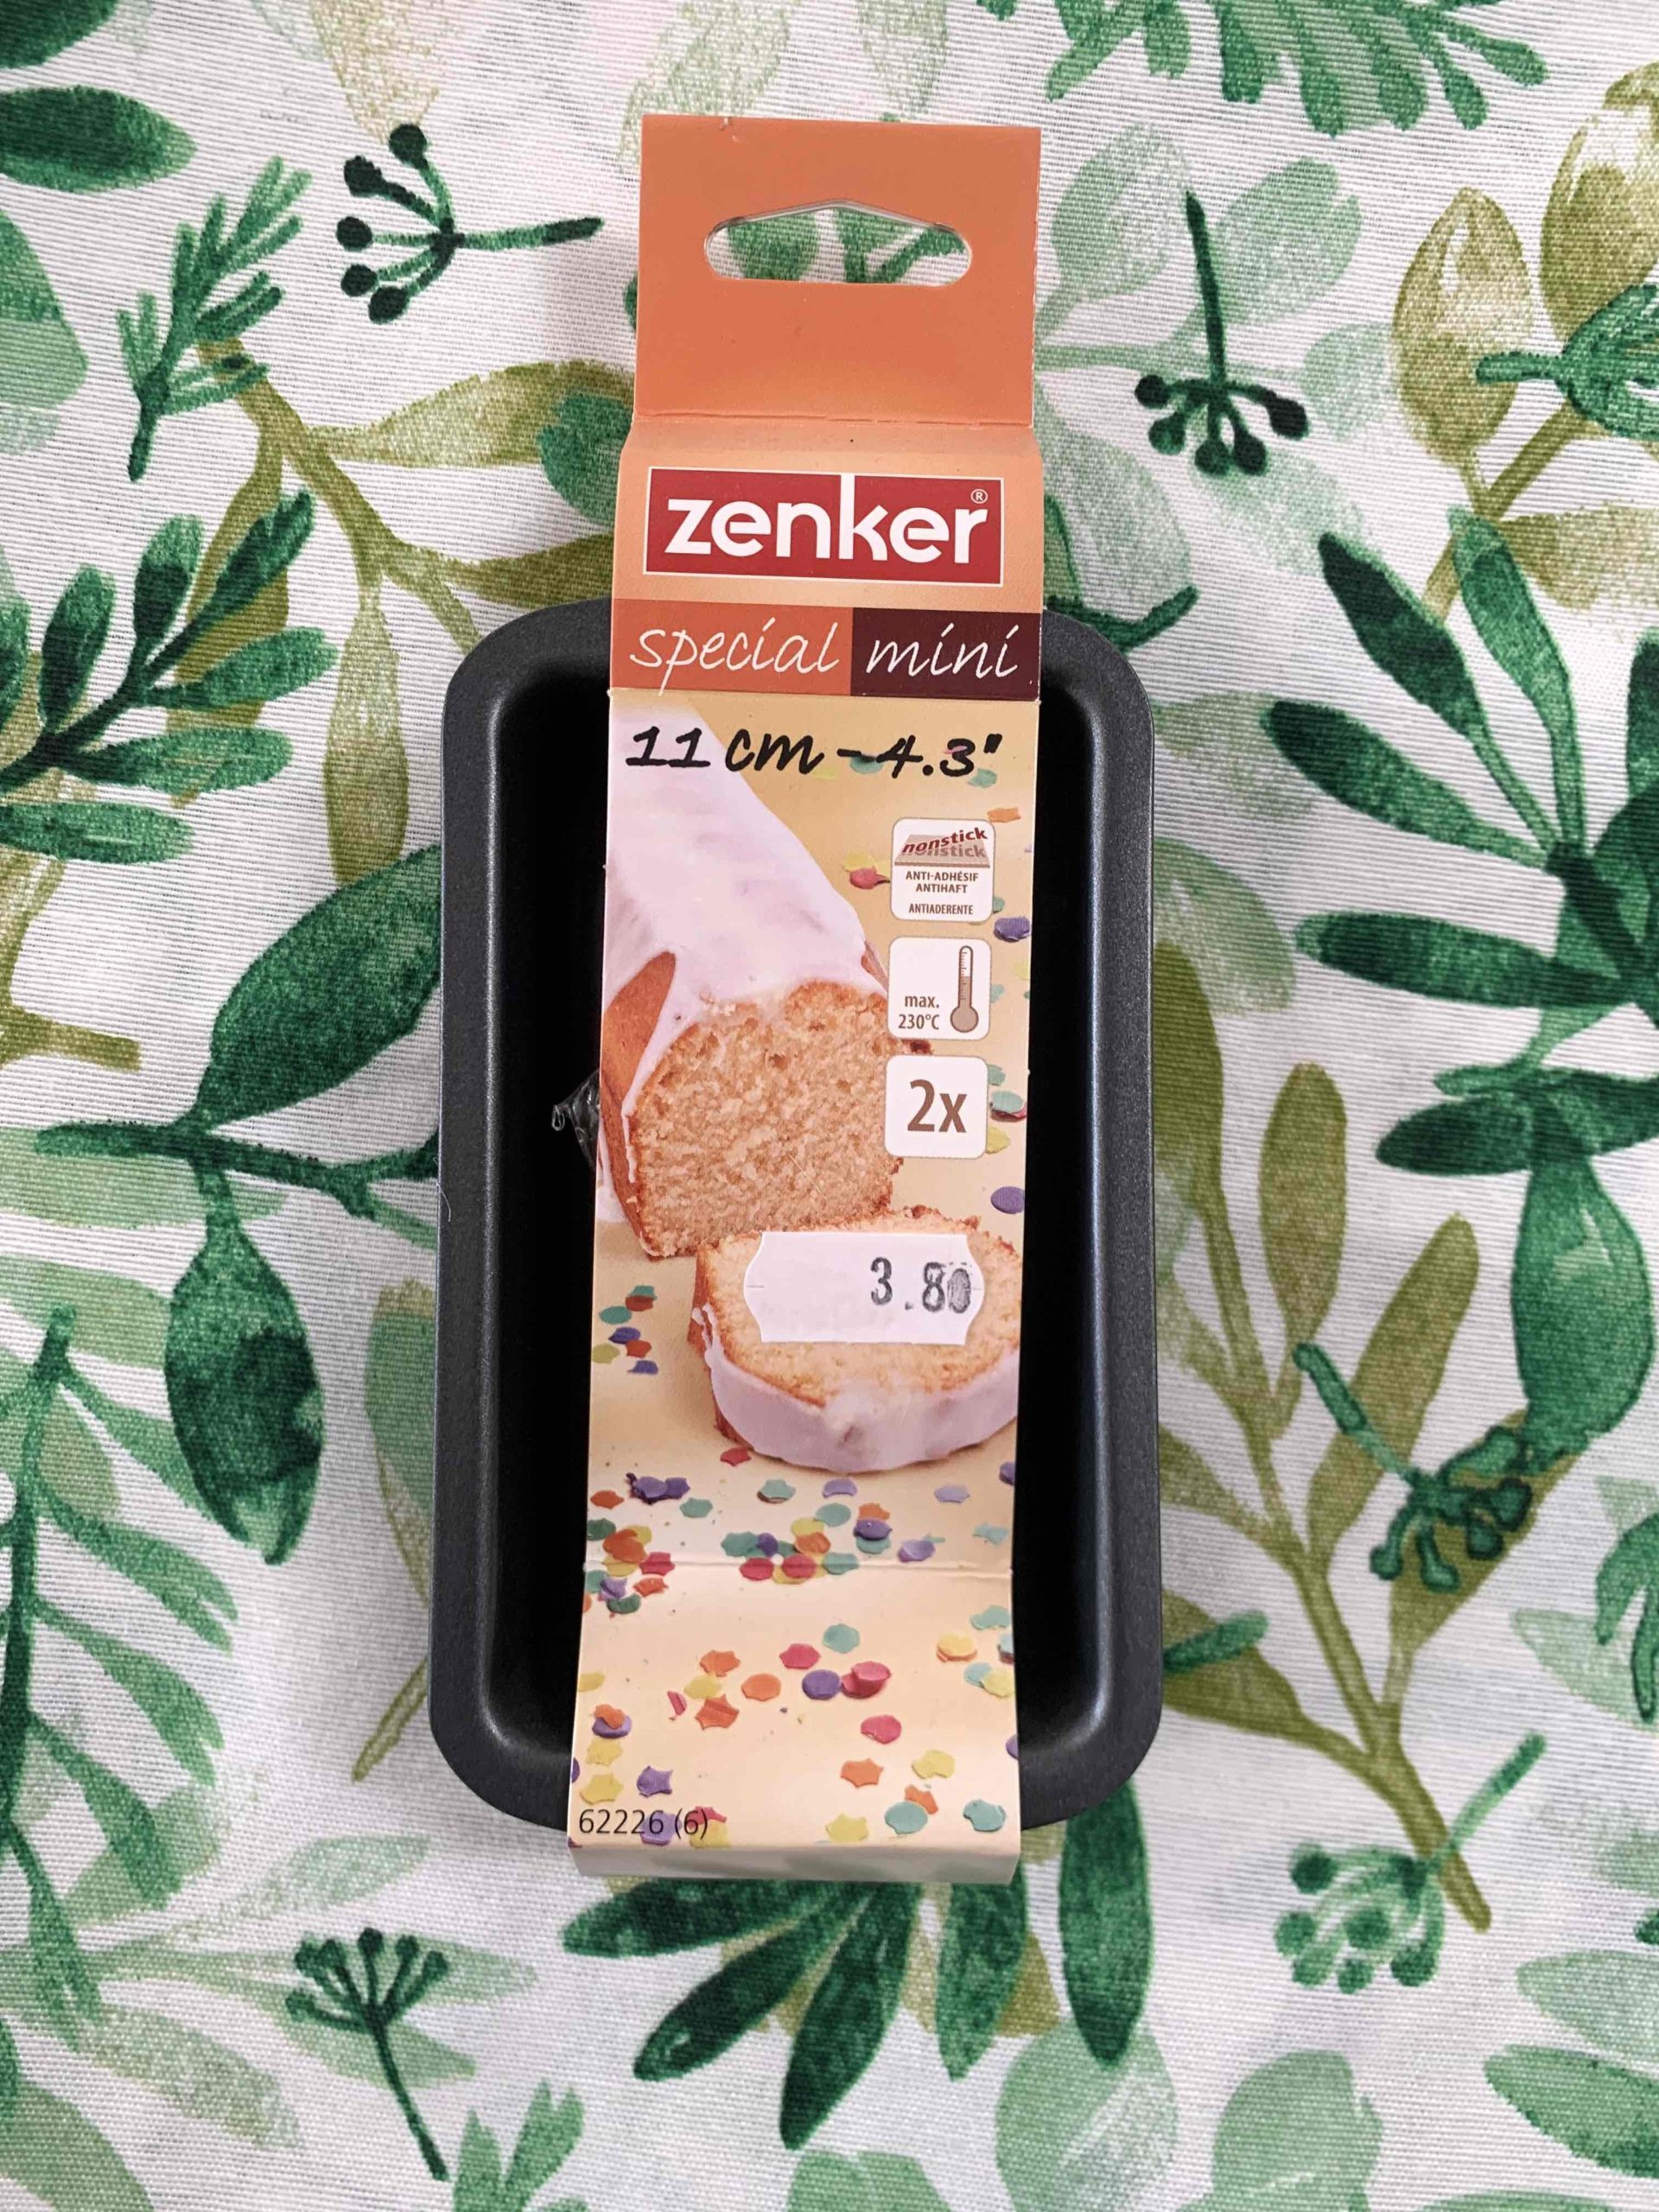 zenker®
special mini
11 cm - 4.3"
nonstick
nonstick
ANTI-ADHÉSIF
ANTIHAFT
ANTIADERENTE
max.
230°C
2x
3.80
62226 (6)